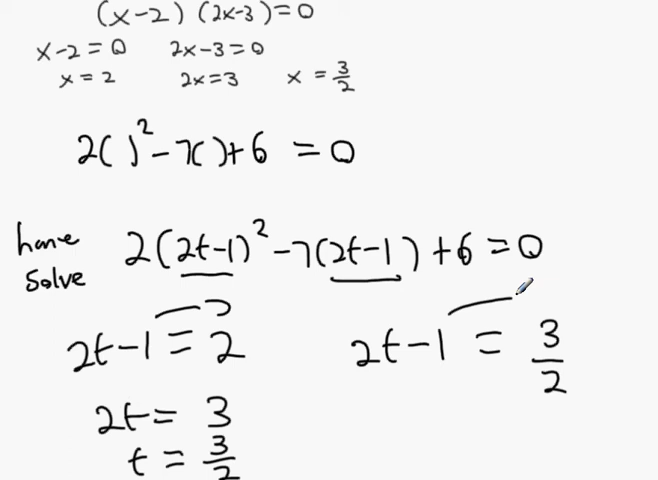 (x-2) (2x-3)=0
x-2=0 2x-3=0
x=2 2x=3 x=3/2
2( )²-7( )+6=0
hence solve 2(2t-1)²-7(2t-1)+6=0
2t-1=2 2t-1=3/2
2t=3
t=3/2